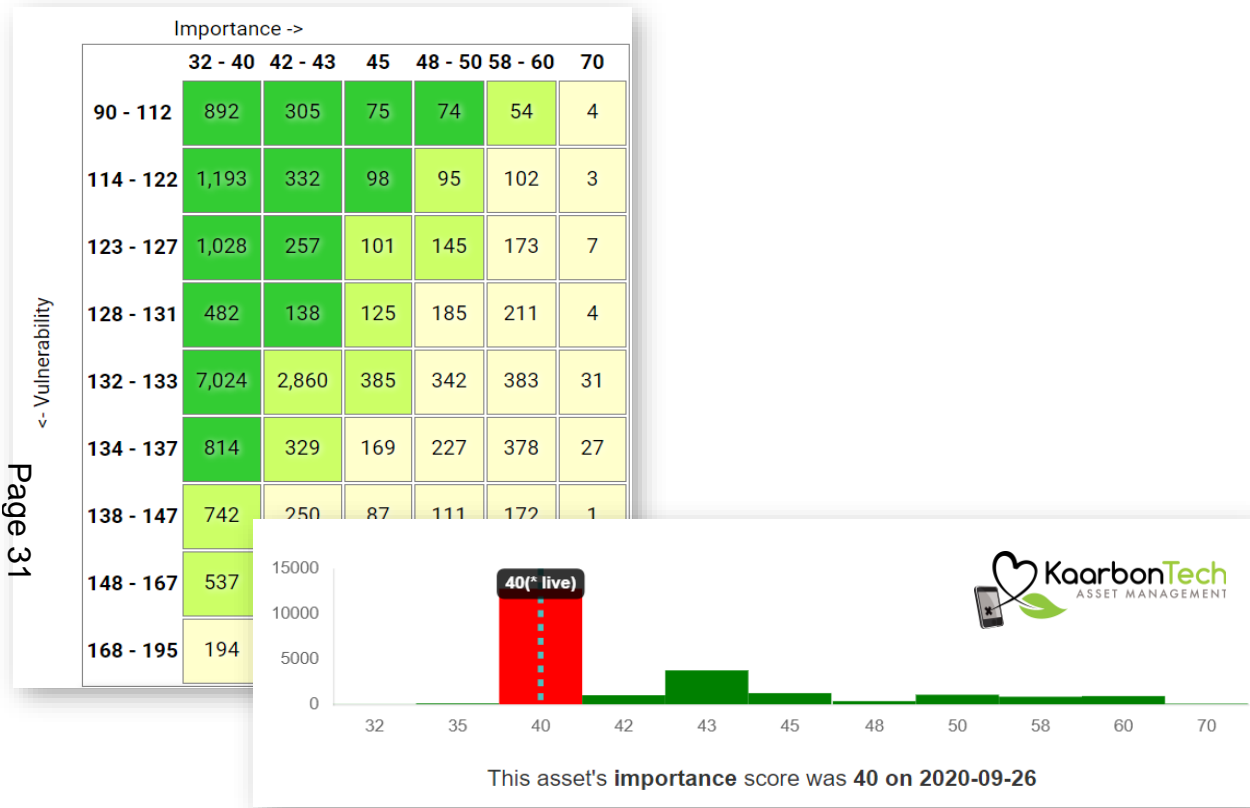 Importance ->
32 - 40 42 - 43 45 48 - 50 58 - 60 70
90 - 112 892 305 75 74 54 4
114 - 122 1,193 332 98 95 102 3
123 - 127 1,028 257 101 145 173 7
128 - 131 482 138 125 185 211 4
132 - 133 7,024 2,860 385 342 383 31
134 - 137 814 329 169 227 378 27
138 - 147 742 250 87 111 172 1
148 - 167 537
168 - 195 194
<- Vulnerability
Page 31
KaarbonTech
ASSET MANAGEMENT
40(* live)
15000
10000
5000
0
32 35 40 42 43 45 48 50 58 60 70
This asset's importance score was 40 on 2020-09-26